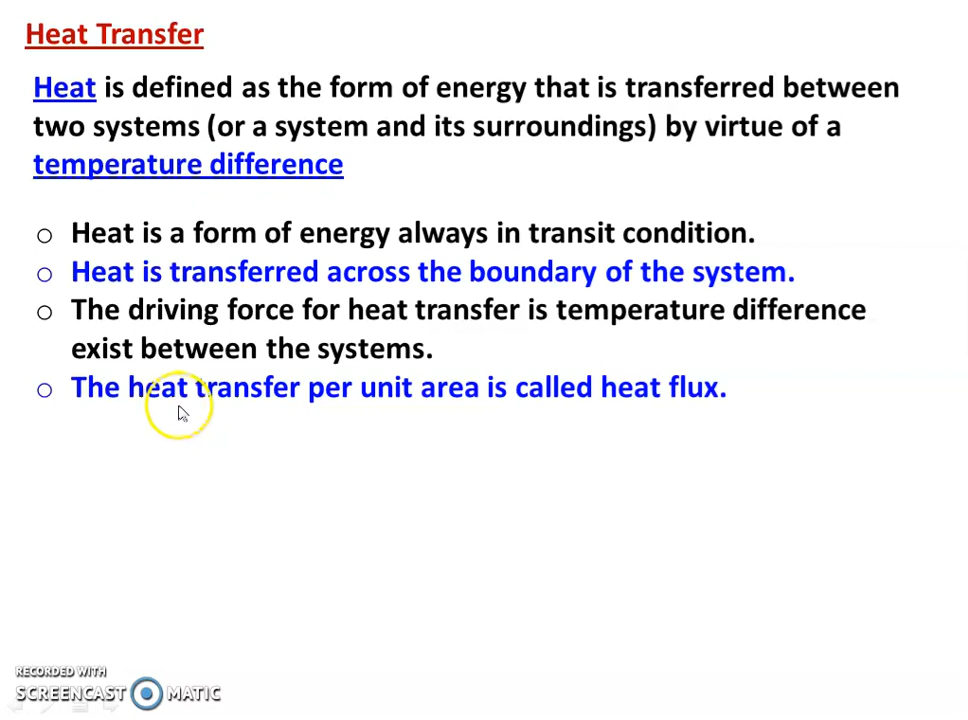 Heat Transfer
Heat is defined as the form of energy that is transferred between
two systems (or a system and its surroundings) by virtue of a
temperature difference
o Heat is a form of energy always in transit condition.
o Heat is transferred across the boundary of the system.
o The driving force for heat transfer is temperature difference
exist between the systems.
o The heat transfer per unit area is called heat flux.
RECORDED WITH
SCREENCAST MATIC